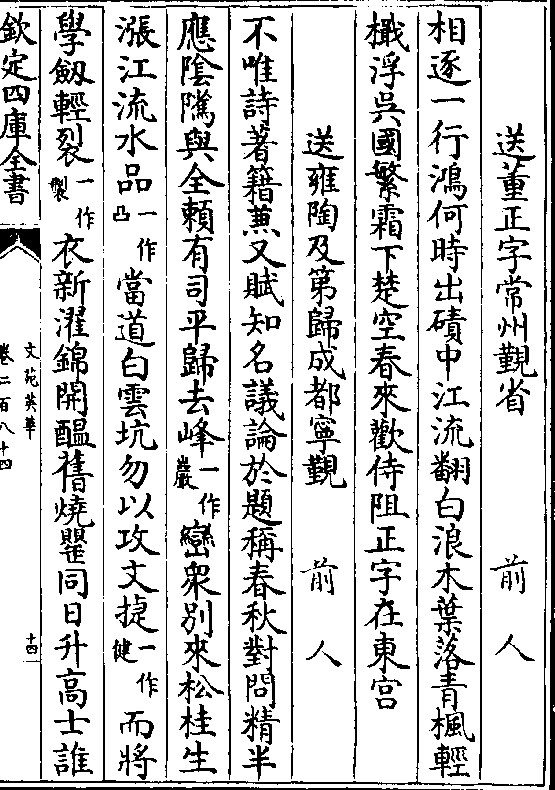 送董正字常州覲省　前人
相逐一行鴻何時出磧中江流翻白浪木葉落青楓輕
檝浮吳國繁霜下楚空春來歡侍阻正字在東宮
送雍陶及第歸成都寧覲　前人
不唯詩著籍兼又賦知名議論於題稱春秋對問精半
應隂隲與全賴有司平歸去峰一作巖巒衆別來松桂生
漲江流水品一作凸當道白雲坑勿以攻文捷一作健而將
學劔輕裂一作製衣新濯錦開醖舊燒罌同日升高士誰
欽定四庫全書
文苑英華
卷二百八十四
十四